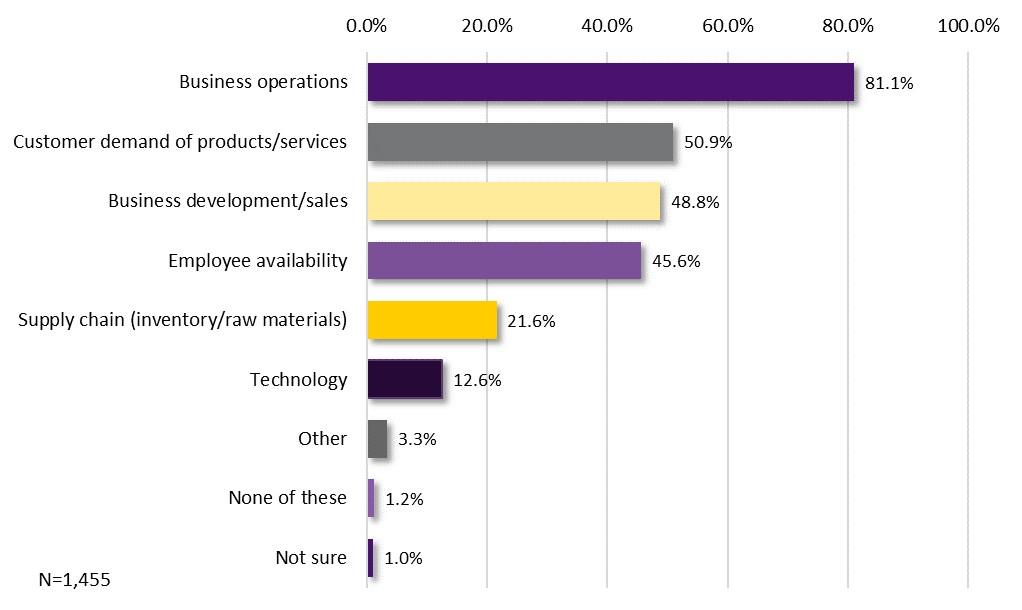 0.0% 20.0% 40.0% 60.0% 80.0% 100.0%
Business operations 81.1%
Customer demand of products/services 50.9%
Business development/sales 48.8%
Employee availability 45.6%
Supply chain (inventory/raw materials) 21.6%
Technology 12.6%
Other 3.3%
None of these 1.2%
Not sure 1.0%
N=1,455